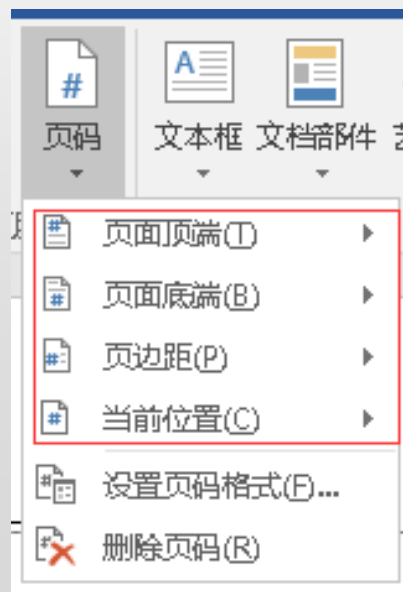 页码 文本框 文档部件
页面顶端(T)
页面底端(B)
页边距(P)
当前位置(C)
设置页码格式(F)...
删除页码(R)